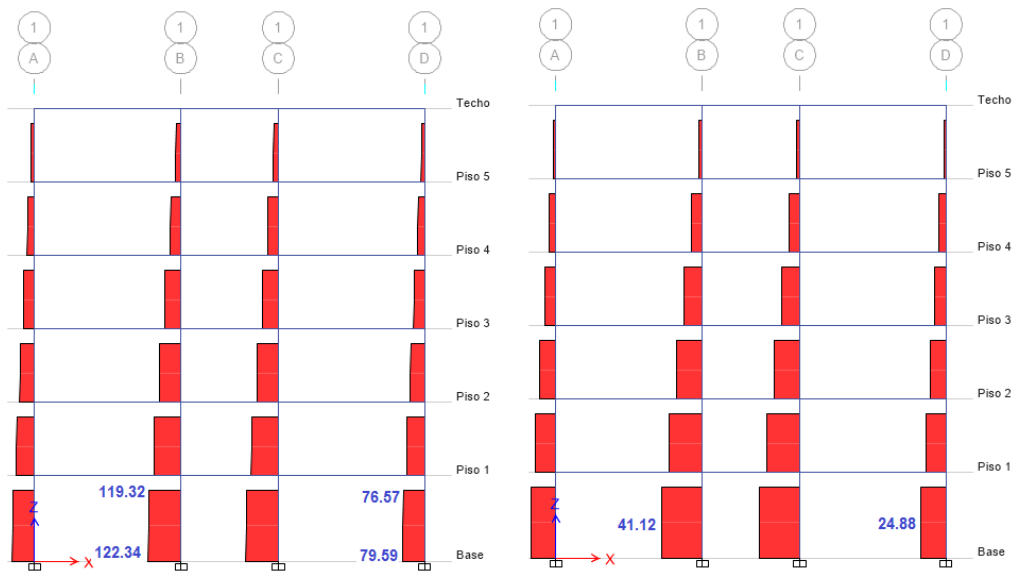 1 1 1 1
A B C D
Techo
Piso 5
Piso 4
Piso 3
Piso 2
Piso 1
119.32 76.57
Z
122.34 79.59
X Base
1 1 1 1
A B C D
Techo
Piso 5
Piso 4
Piso 3
Piso 2
Piso 1
Z
41.12 24.88
X Base